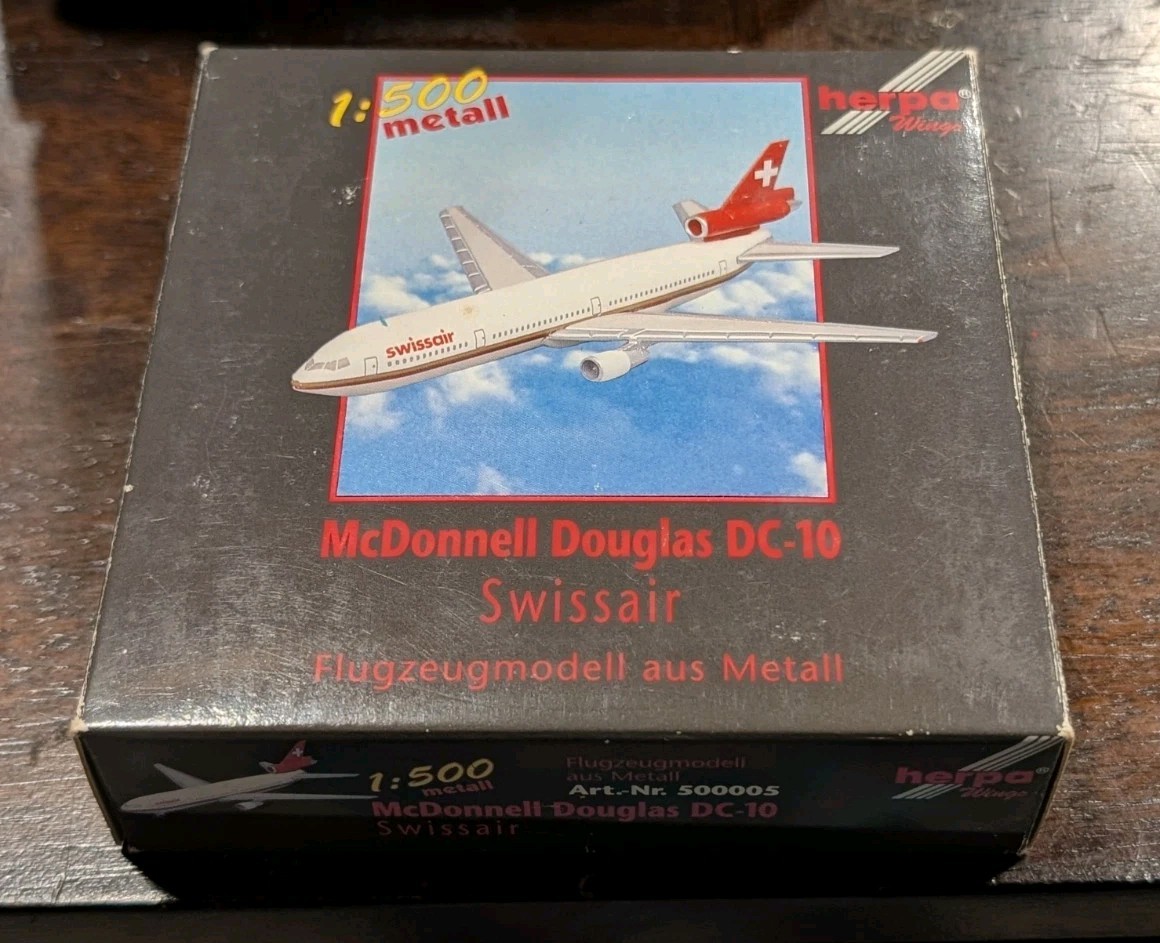 1:500
metall
herpa®
Wings
swissair
McDonnell Douglas DC-10
Swissair
Flugzeugmodell aus Metall
1:500
metall
Flugzeugmodell
aus Metall
Art.-Nr. 500005
McDonnell Douglas DC-10
Swissair
herpa®
Wings